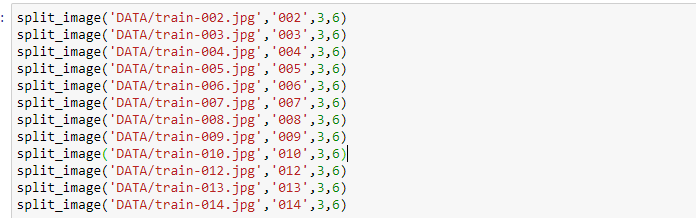 : split_image('DATA/train-002.jpg','002',3,6)
split_image('DATA/train-003.jpg','003',3,6)
split_image('DATA/train-004.jpg','004',3,6)
split_image('DATA/train-005.jpg','005',3,6)
split_image('DATA/train-006.jpg','006',3,6)
split_image('DATA/train-007.jpg','007',3,6)
split_image('DATA/train-008.jpg','008',3,6)
split_image('DATA/train-009.jpg','009',3,6)
split_image('DATA/train-010.jpg','010',3,6)
split_image('DATA/train-012.jpg','012',3,6)
split_image('DATA/train-013.jpg','013',3,6)
split_image('DATA/train-014.jpg','014',3,6)